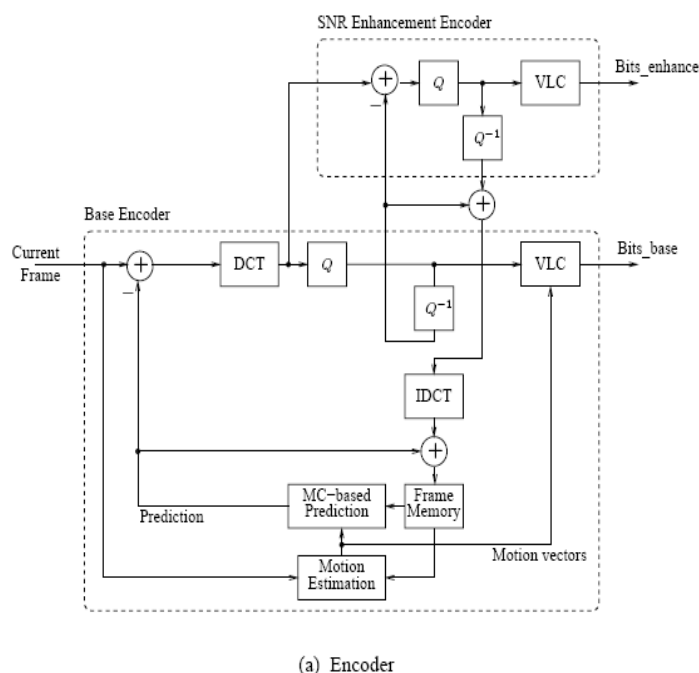 SNR Enhancement Encoder
Bits_enhance
+
−
Q
VLC
Q⁻¹
+
Base Encoder
Current
Frame
Bits_base
+
−
DCT
Q
VLC
Q⁻¹
IDCT
+
MC−based
Prediction
Frame
Memory
Prediction
Motion vectors
Motion
Estimation
(a) Encoder